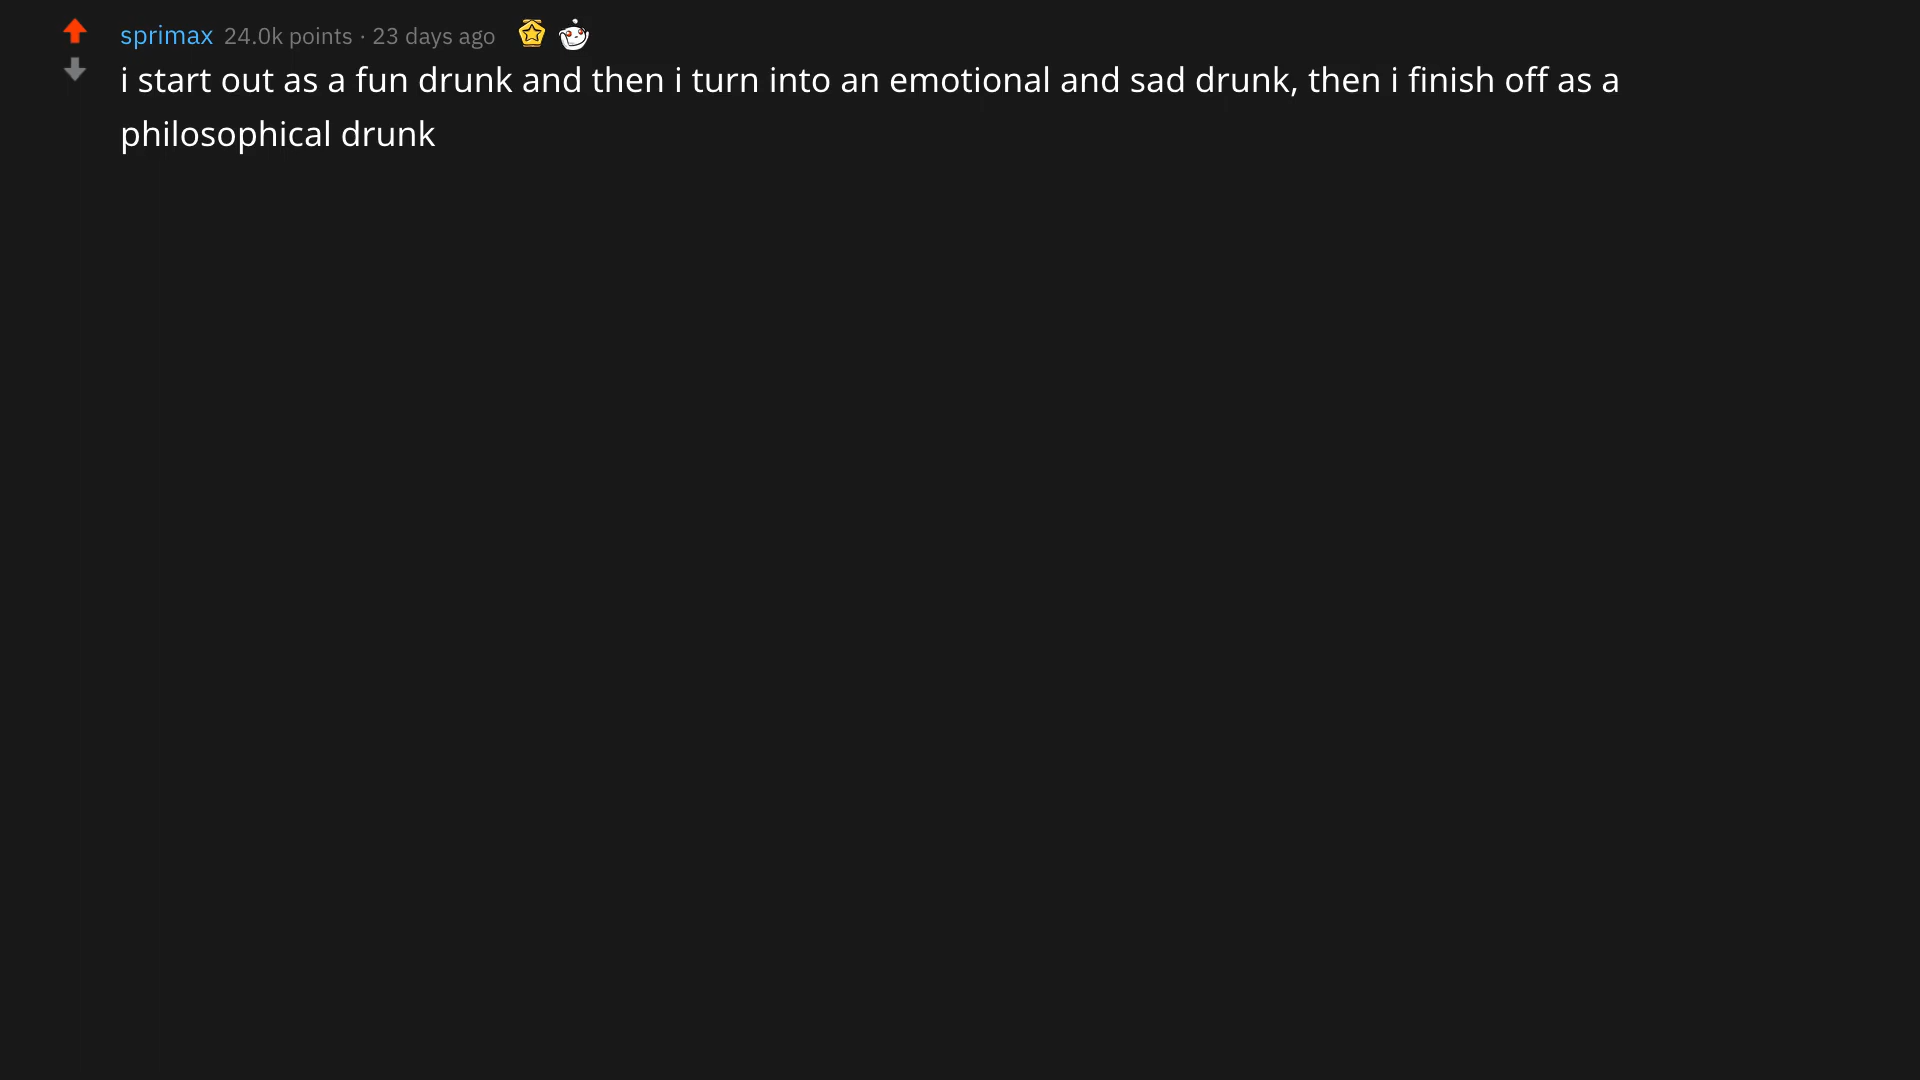 sprimax 24.0k points · 23 days ago
i start out as a fun drunk and then i turn into an emotional and sad drunk, then i finish off as a
philosophical drunk